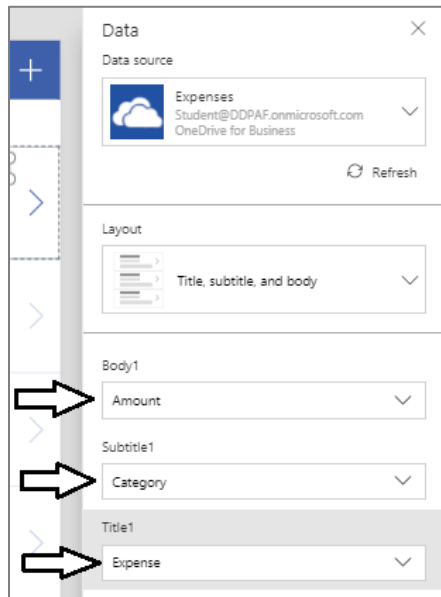 Data
Data source
Expenses
Student@DDPAF.onmicrosoft.com
OneDrive for Business
Refresh
Layout
Title, subtitle, and body
Body1
Amount
Subtitle1
Category
Title1
Expense